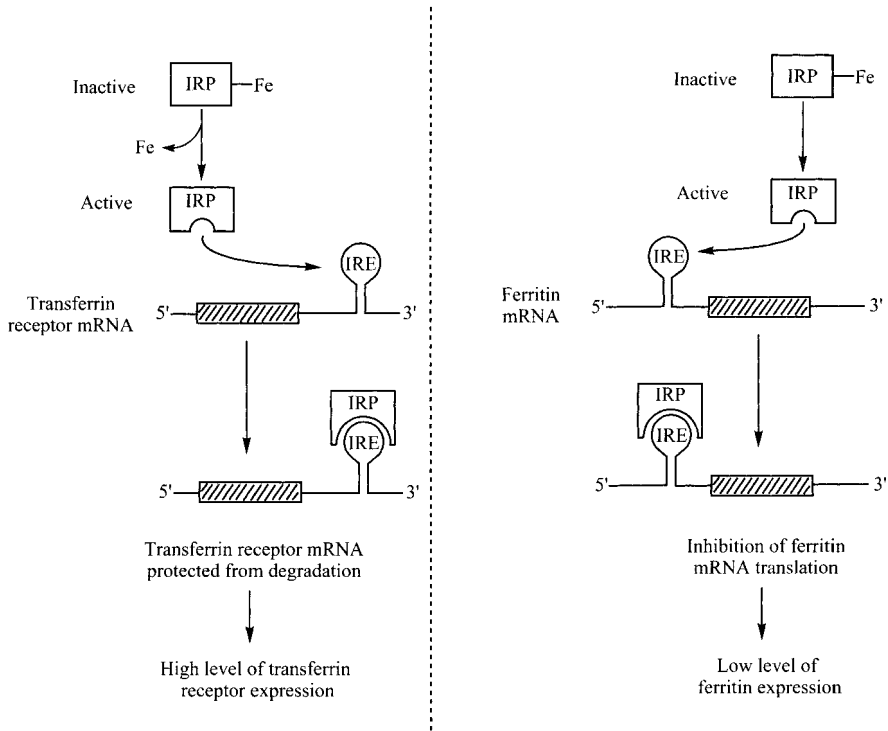 Inactive
IRP
Fe
Fe
Active
IRP
IRE
Transferrin
receptor mRNA
5'
3'
IRP
IRE
5'
3'
Transferrin receptor mRNA
protected from degradation
High level of transferrin
receptor expression
Inactive
IRP
Fe
Active
IRP
IRE
Ferritin
mRNA
5'
3'
IRP
IRE
5'
3'
Inhibition of ferritin
mRNA translation
Low level of
ferritin expression